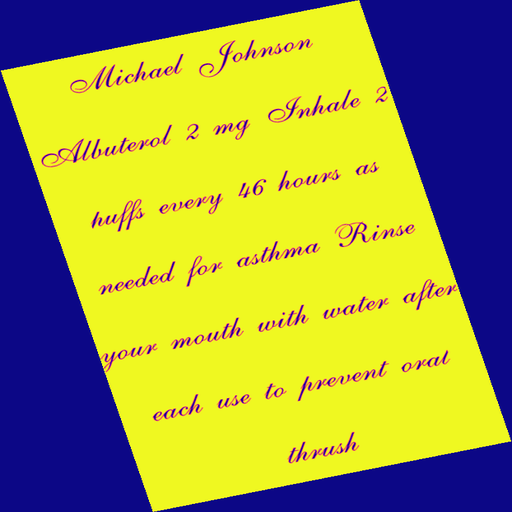 Michael Johnson
Albuterol 2 mg Inhale 2
huffs every 46 hours as
needed for asthma Rinse
your mouth with water after
each use to prevent oral
thrush